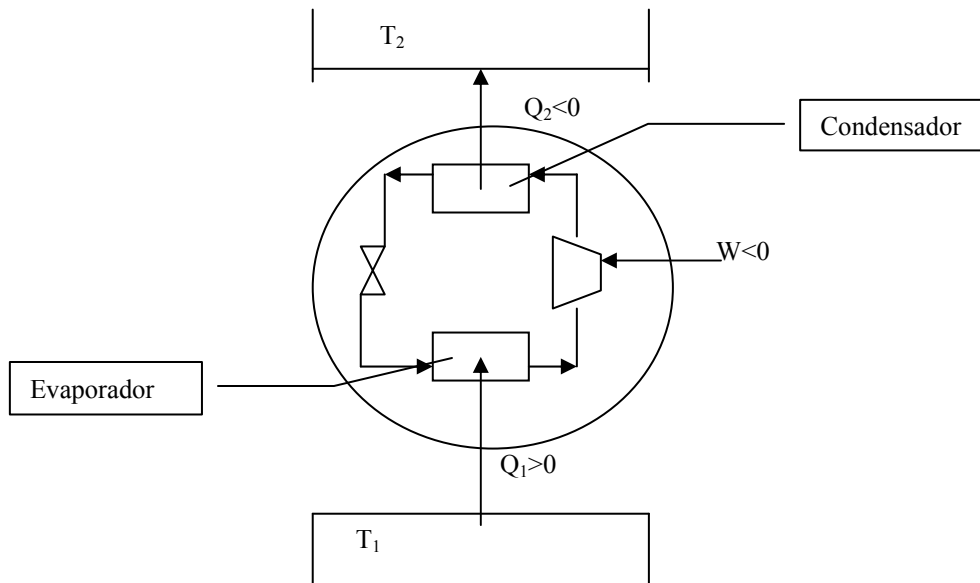 T₂
Q₂<0
Condensador
W<0
Evaporador
Q₁>0
T₁